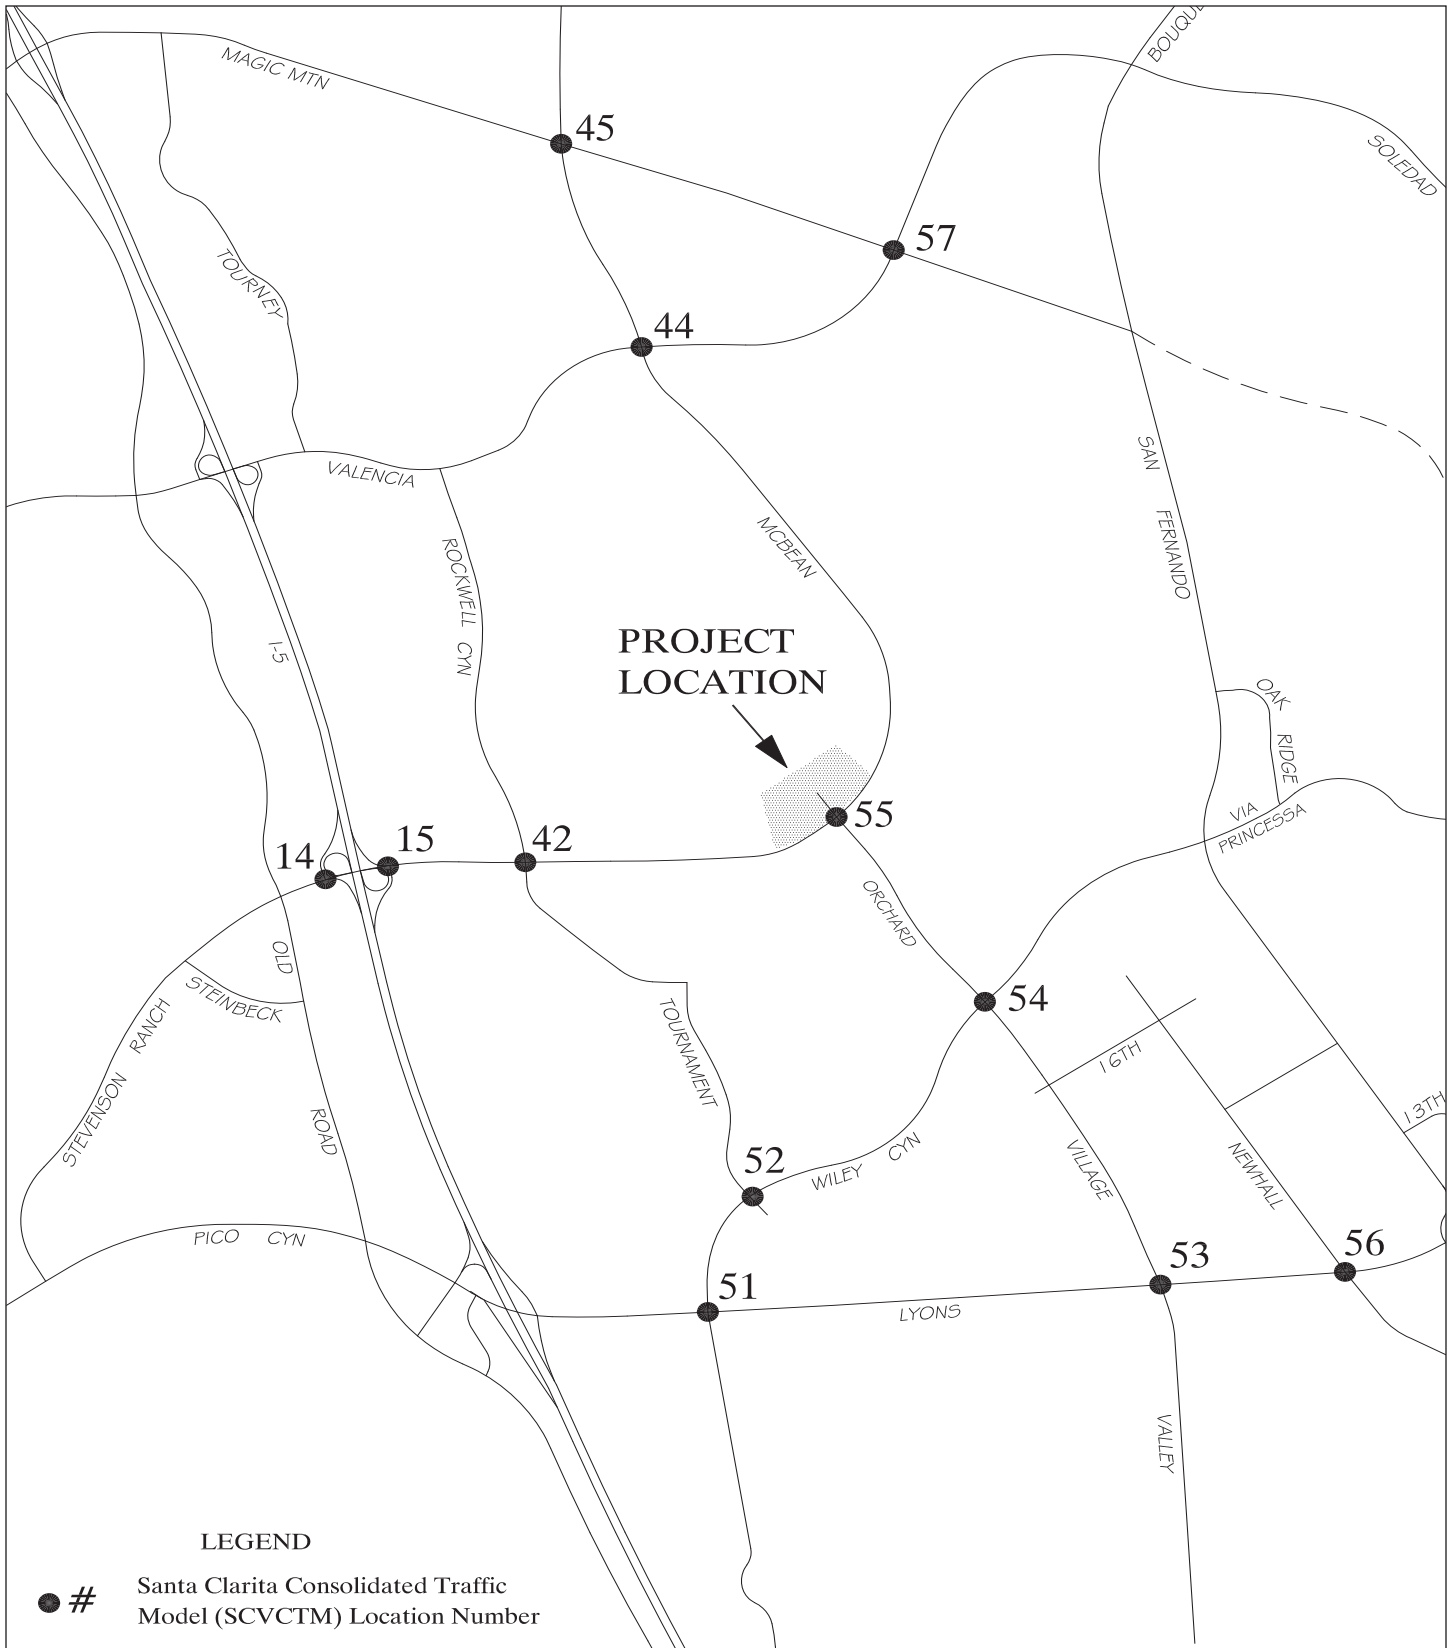 BOUQU
MAGIC MTN
45
SOLEDAD
57
TOURNEY
44
VALENCIA
SAN
FERNANDO
MCBEAN
ROCKWELL CYN
I-5
PROJECT
LOCATION
OAK
RIDGE
VIA
PRINCESSA
55
42
15
14
ORCHARD
OLD
ROAD
STEINBECK
STEVENSON RANCH
TOURNAMENT
54
16TH
13TH
52
WILEY CYN
VILLAGE
NEWHALL
PICO CYN
51
53
56
LYONS
VALLEY
LEGEND
# Santa Clarita Consolidated Traffic
Model (SCVCTM) Location Number